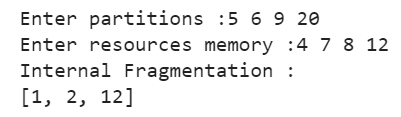 Enter partitions :5 6 9 20
Enter resources memory :4 7 8 12
Internal Fragmentation :
[1, 2, 12]